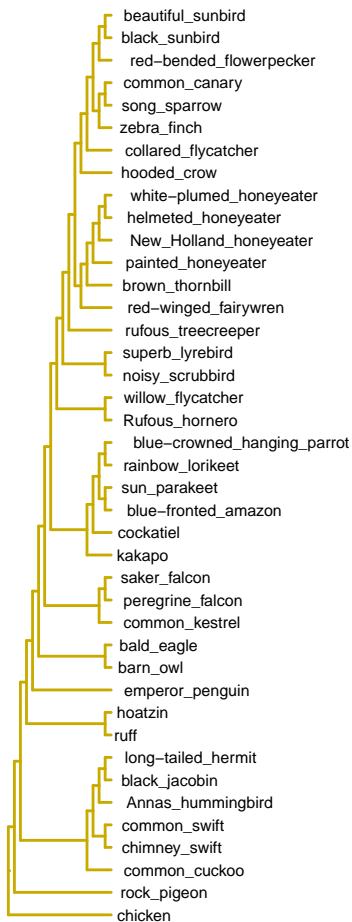 beautiful_sunbird
black_sunbird
red−bended_flowerpecker
common_canary
song_sparrow
zebra_finch
collared_flycatcher
hooded_crow
white−plumed_honeyeater
helmeted_honeyeater
New_Holland_honeyeater
painted_honeyeater
brown_thornbill
red−winged_fairywren
rufous_treecreeper
superb_lyrebird
noisy_scrubbird
willow_flycatcher
Rufous_hornero
blue−crowned_hanging_parrot
rainbow_lorikeet
sun_parakeet
blue−fronted_amazon
cockatiel
kakapo
saker_falcon
peregrine_falcon
common_kestrel
bald_eagle
barn_owl
emperor_penguin
hoatzin
ruff
long−tailed_hermit
black_jacobin
Annas_hummingbird
common_swift
chimney_swift
common_cuckoo
rock_pigeon
chicken